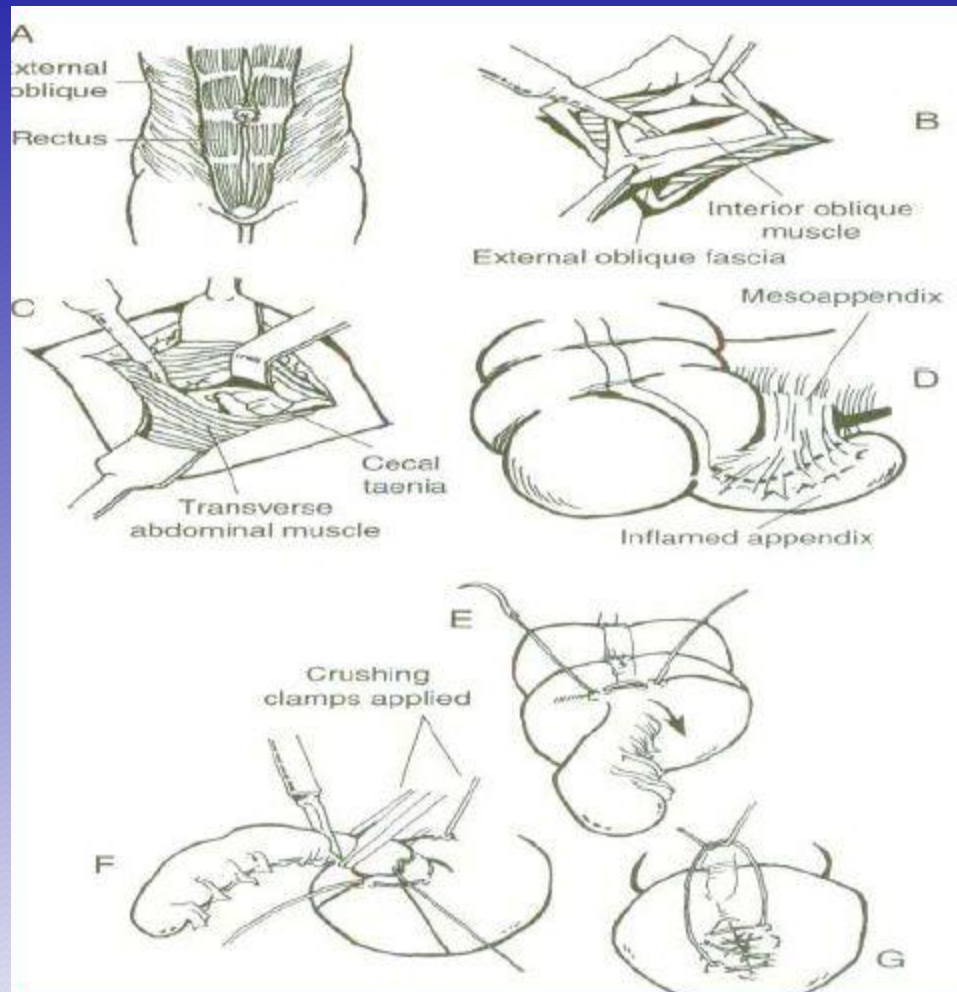 A
xternal
oblique
Rectus
B
Interior oblique
muscle
External oblique fascia
C
Cecal
taenia
Transverse
abdominal muscle
Mesoappendix
D
Inflamed appendix
E
Crushing
clamps applied
F
G